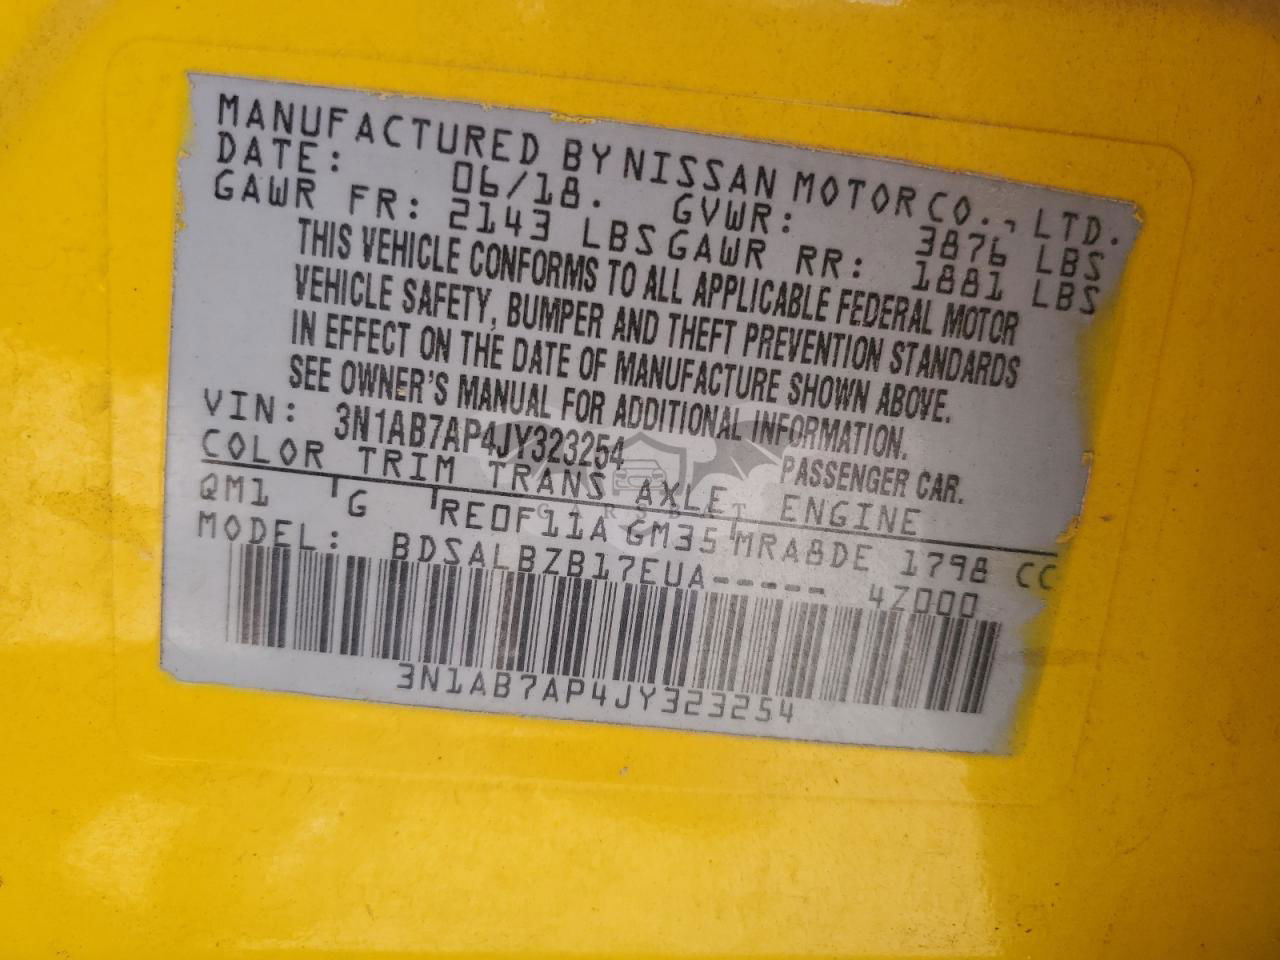 MANUFACTURED BY NISSAN MOTOR CO., LTD.
DATE: 06/18. GVWR: 3876 LBS
GAWR FR: 2143 LBS GAWR RR: 1881 LBS
THIS VEHICLE CONFORMS TO ALL APPLICABLE FEDERAL MOTOR
VEHICLE SAFETY, BUMPER AND THEFT PREVENTION STANDARDS
IN EFFECT ON THE DATE OF MANUFACTURE SHOWN ABOVE.
SEE OWNER'S MANUAL FOR ADDITIONAL INFORMATION.
VIN: 3N1AB7AP4JY323254 PASSENGER CAR.
COLOR TRIM TRANS AXLE ENGINE
QM1 G RE0F11A GM35 MRA8DE 1798 CC
MODEL: BDSALBZB17EUA----- 4Z000
3N1AB7AP4JY323254